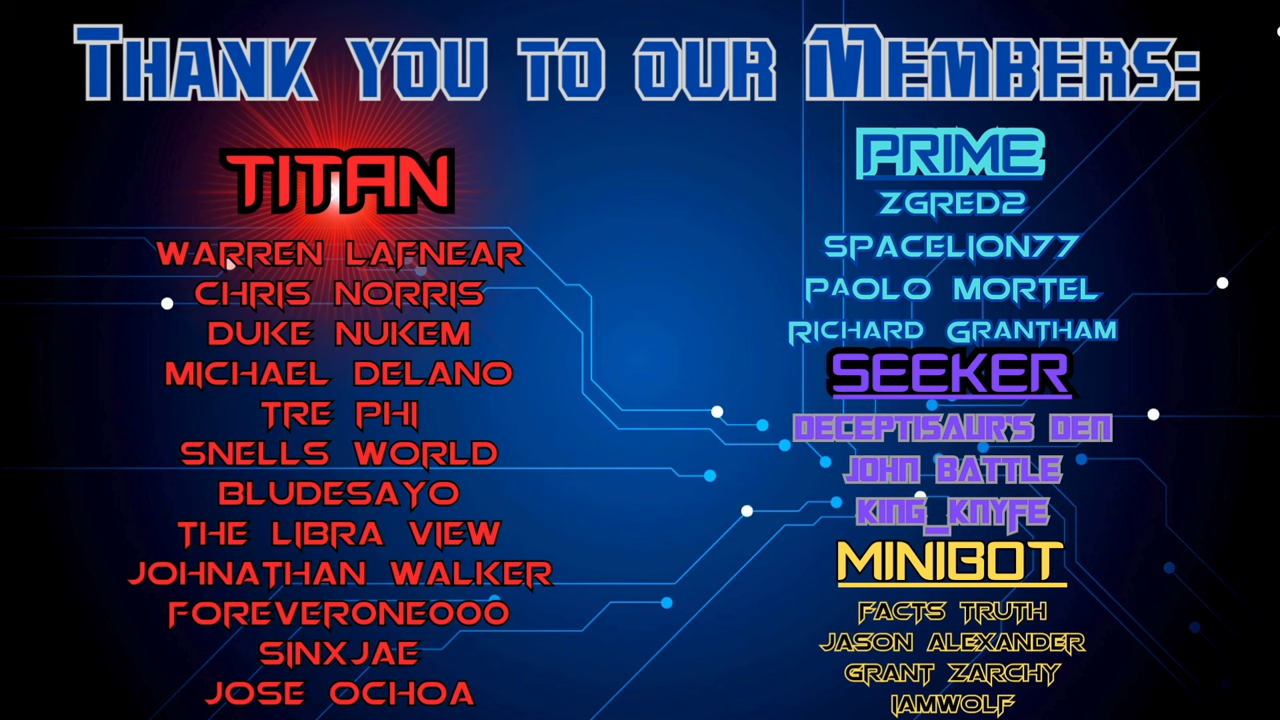 Thank you to our Members:
TITAN
WARREN LAFNEAR
CHRIS NORRIS
DUKE NUKEM
MICHAEL DELANO
TRE PHI
SNELLS WORLD
BLUDESAYO
THE LIBRA VIEW
JOHNATHAN WALKER
FOREVERONE000
SINXJAE
JOSE OCHOA
PRIME
ZGRED2
SPACELION77
PAOLO MORTEL
Richard Grantham
SEEKER
DECEPTISAUR'S DEN
JOHN BATTLE
KING_KNYFE
MINIBOT
FACTS TRUTH
JASON ALEXANDER
GRANT ZARCHY
IAMWOLF